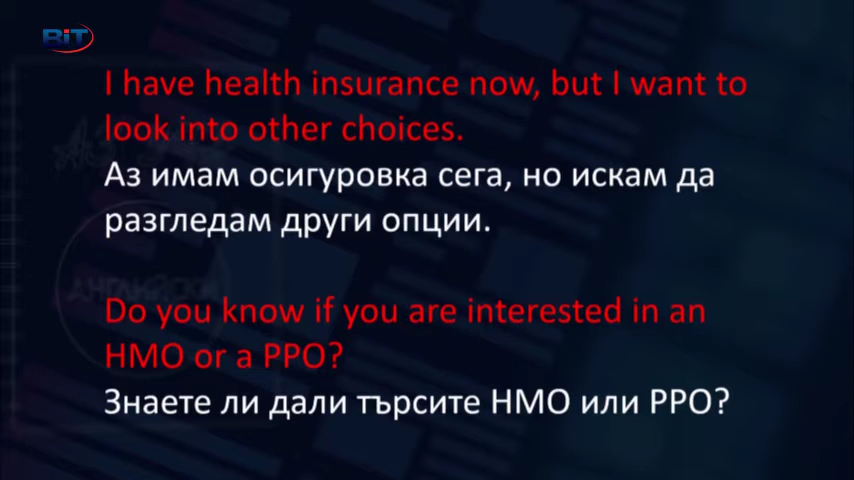 BiT
I have health insurance now, but I want to
look into other choices.
Аз имам осигуровка сега, но искам да
разгледам други опции.
Do you know if you are interested in an
HMO or a PPO?
Знаете ли дали търсите HMO или PPO?